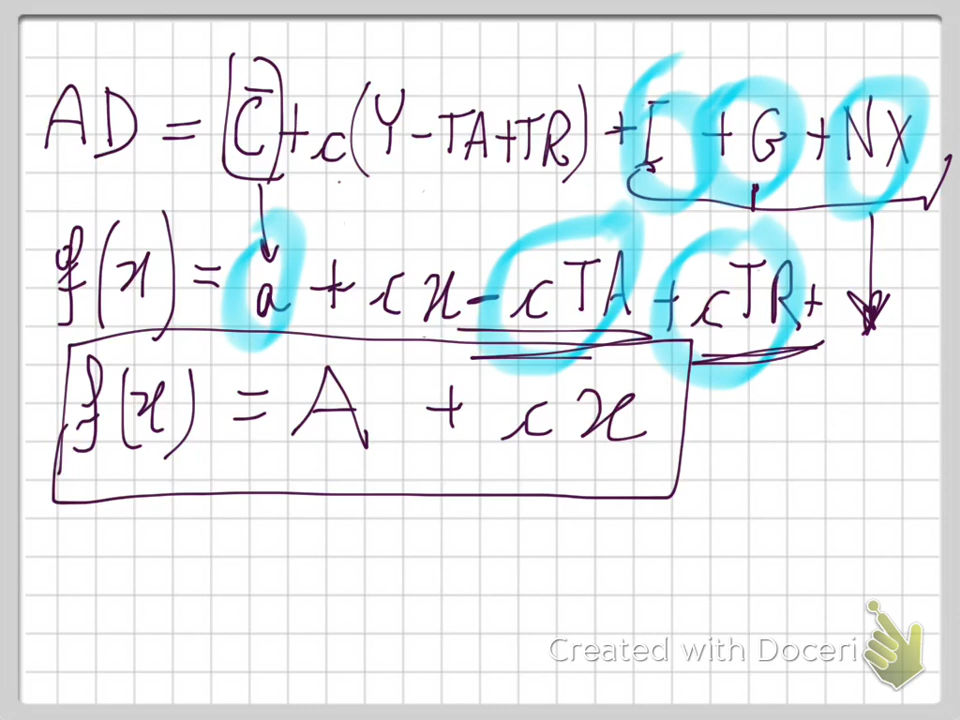 AD = C̄ + c(Y - TA + TR) + I + G + NX
f(x) = a + cx - cTA + cTR +
f(x) = A + cx
Created with Doceri